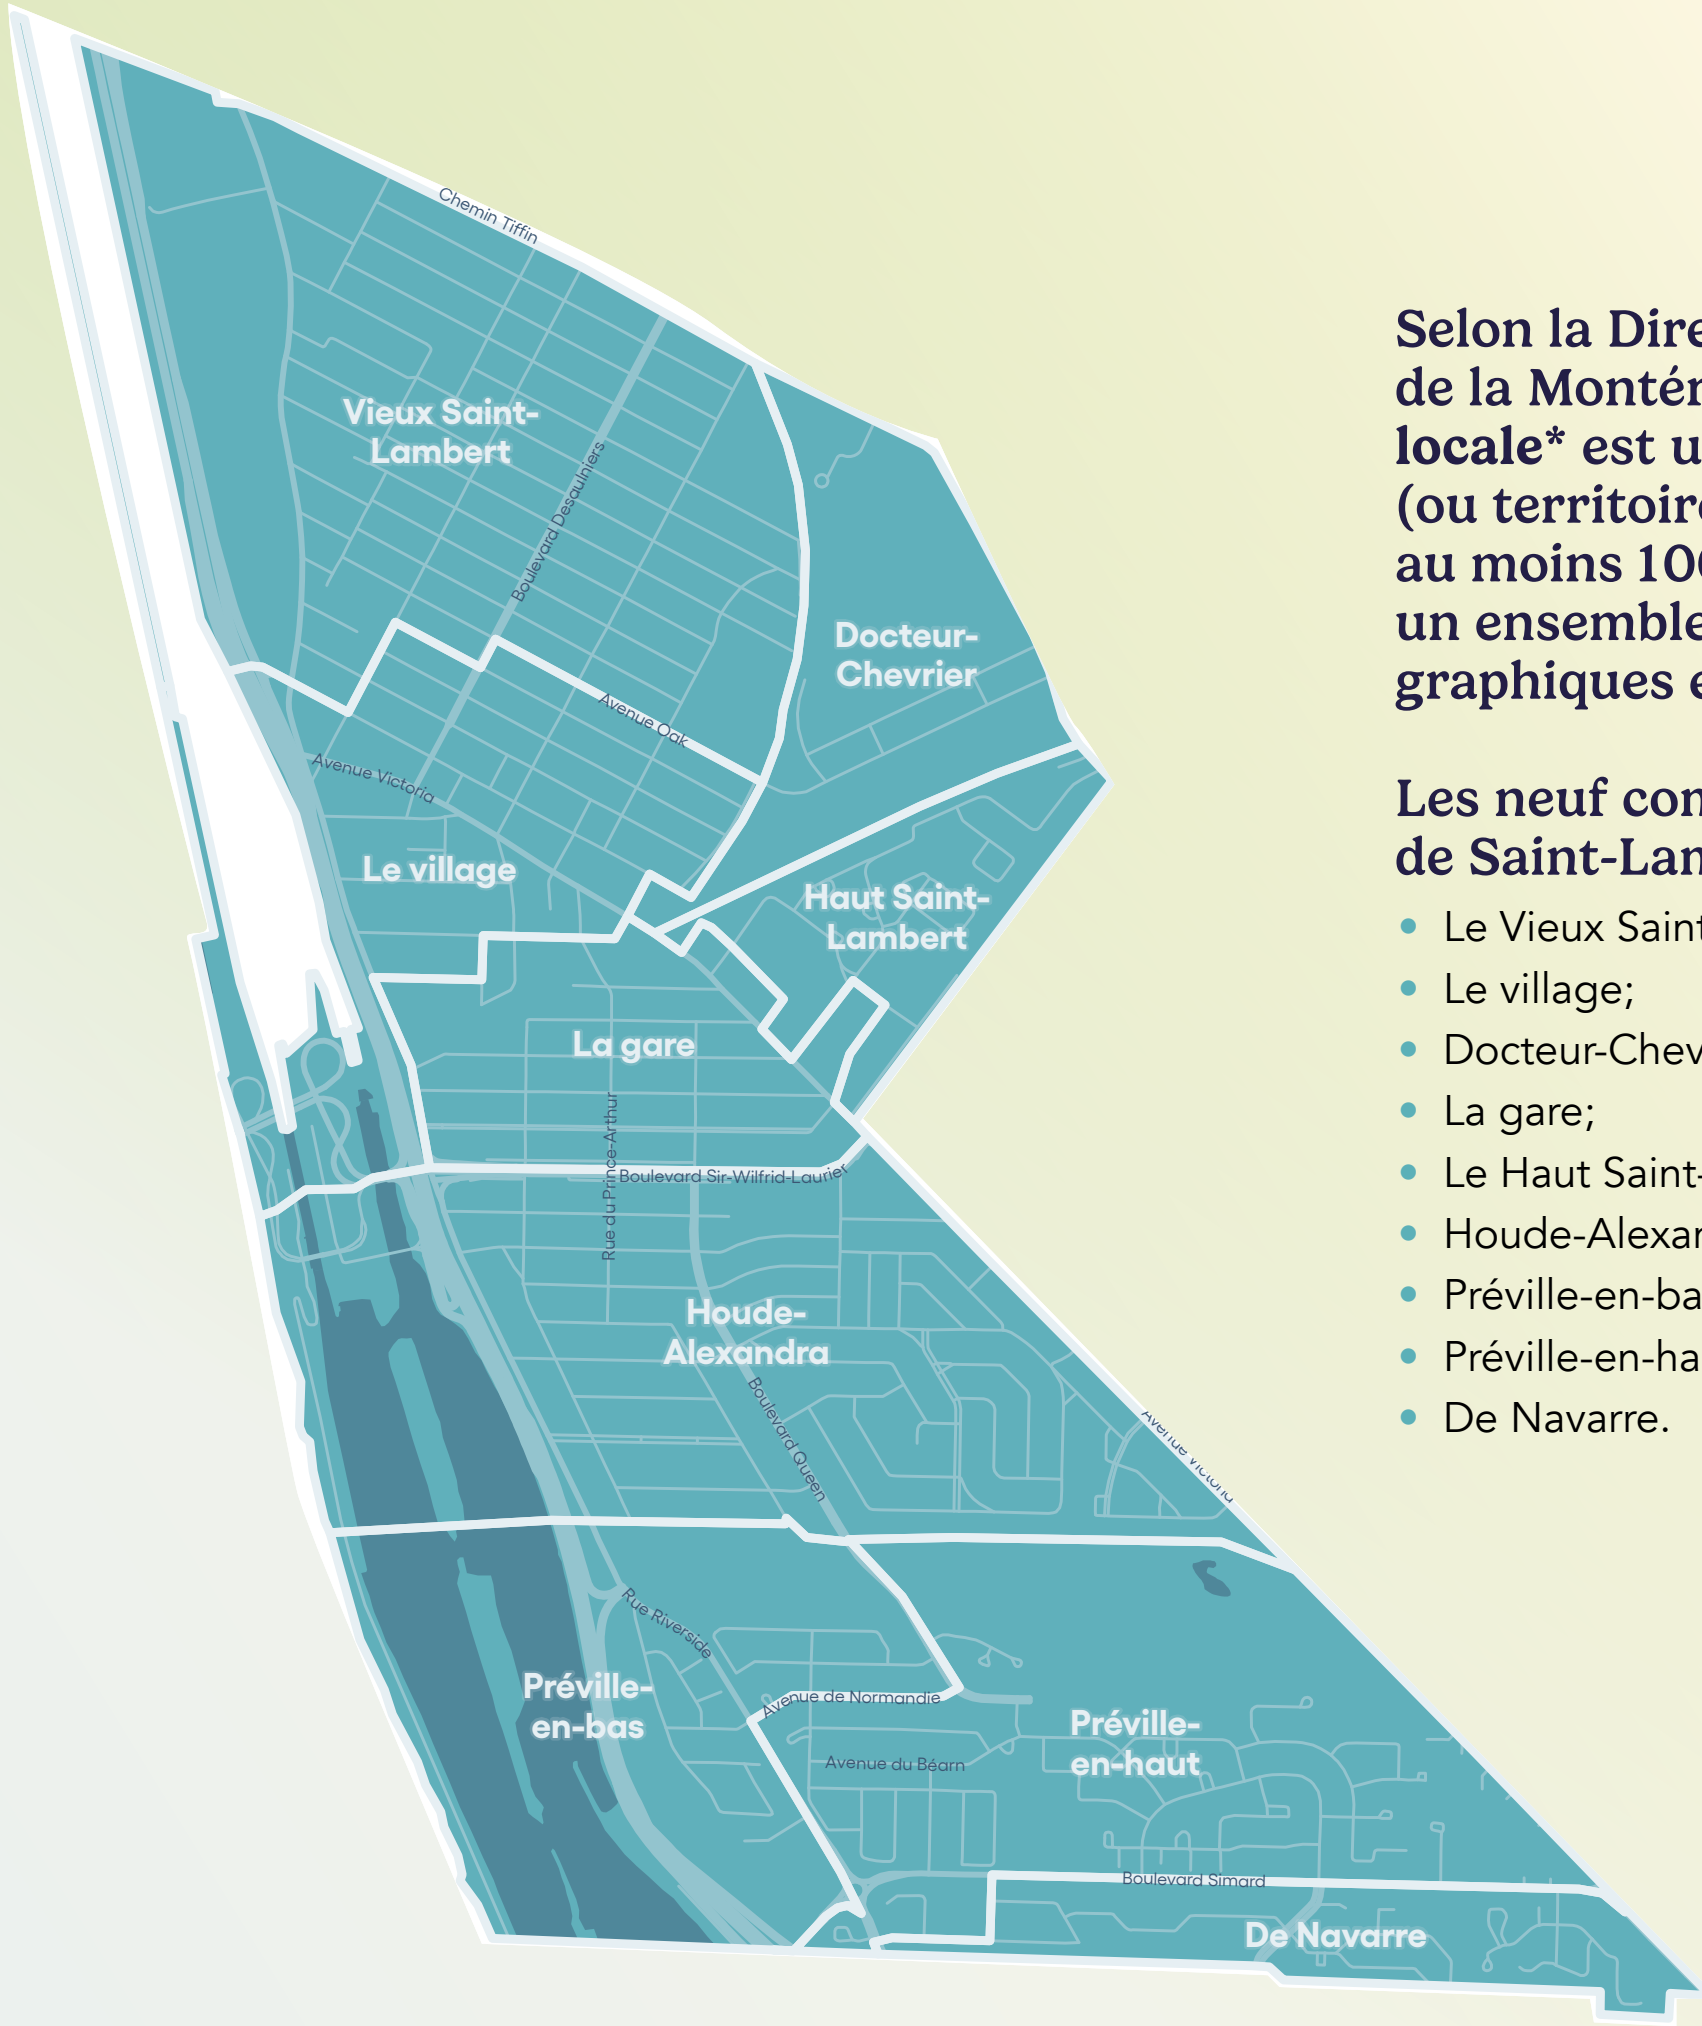 Chemin Tiffin
Vieux Saint-
Lambert
Boulevard Desaulniers
Docteur-
Chevrier
Avenue Oak
Avenue Victoria
Le village
Haut Saint-
Lambert
La gare
Rue du Prince-Arthur
Boulevard Sir-Wilfrid-Laurier
Houde-
Alexandra
Boulevard Queen
Avenue Victoria
Rue Riverside
Préville-
en-bas
Avenue de Normandie
Avenue du Béarn
Préville-
en-haut
Boulevard Simard
De Navarre
Selon la Dire
de la Montér
locale* est u
(ou territoire
au moins 100
un ensemble
graphiques e
Les neuf con
de Saint-Lam
• Le Vieux Saint
• Le village;
• Docteur-Chev
• La gare;
• Le Haut Saint-
• Houde-Alexan
• Préville-en-ba
• Préville-en-ha
• De Navarre.